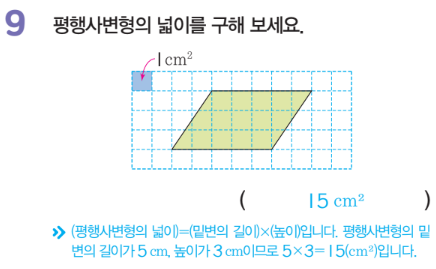 9 평행사변형의 넓이를 구해 보세요.
1 cm²
( 15 cm² )
» (평행사변형의 넓이)=(밑변의 길이)×(높이)입니다. 평행사변형의 밑
변의 길이가 5 cm, 높이가 3 cm이므로 5×3=15(cm²)입니다.